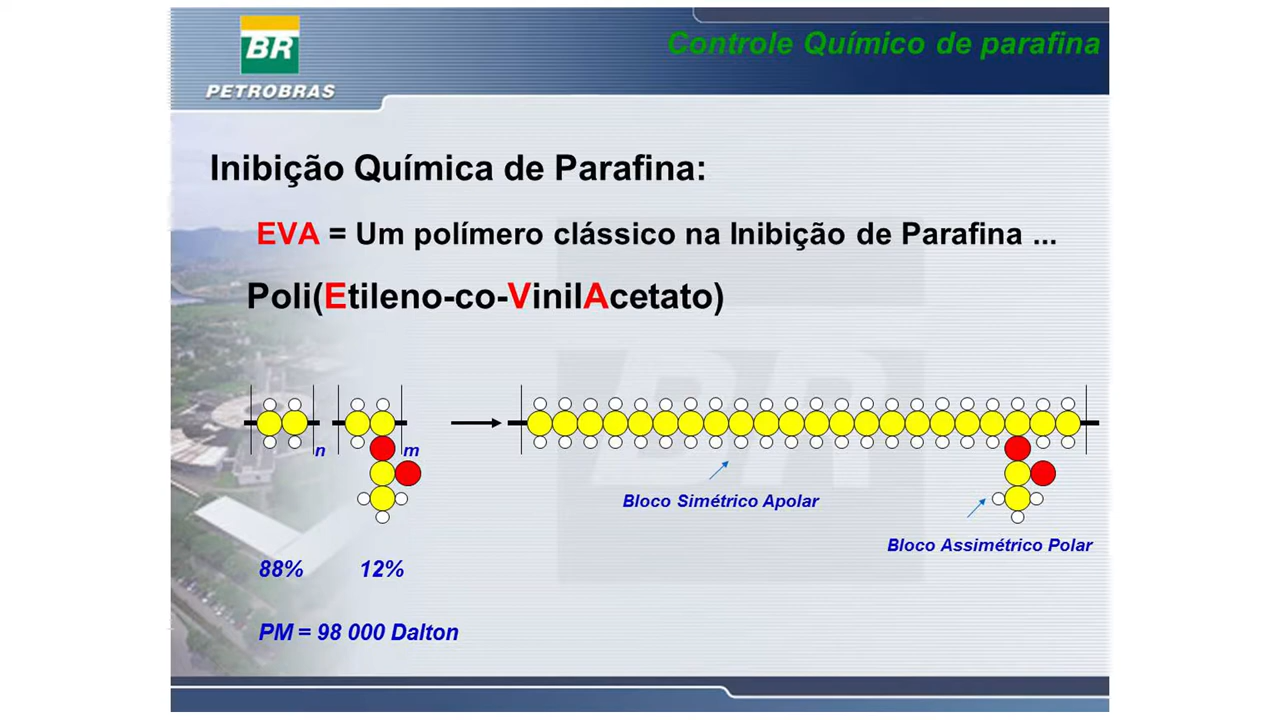 BR
PETROBRAS
Controle Químico de parafina
Inibição Química de Parafina:
EVA = Um polímero clássico na Inibição de Parafina ...
Poli(Etileno-co-VinilAcetato)
n
m
Bloco Simétrico Apolar
Bloco Assimétrico Polar
88%
12%
PM = 98 000 Dalton
BR